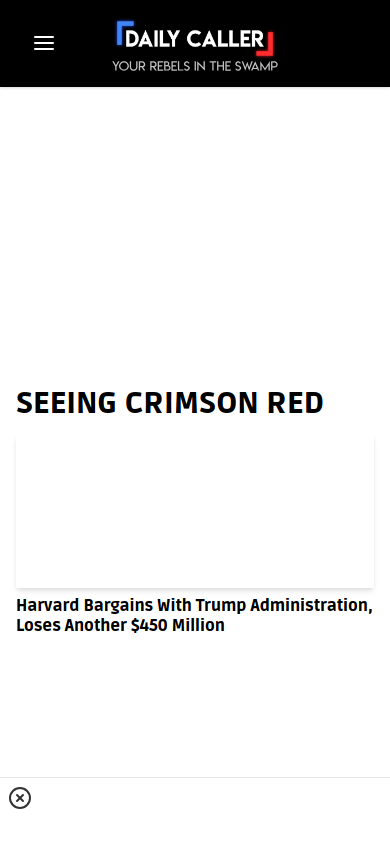 DAILY CALLER
YOUR REBELS IN THE SWAMP
SEEING CRIMSON RED
Harvard Bargains With Trump Administration,
Loses Another $450 Million